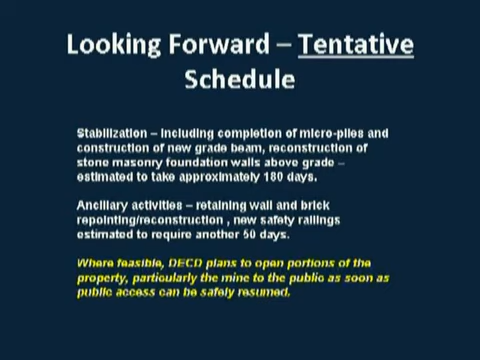 Looking Forward – Tentative
Schedule
Stabilization – including completion of micro-piles and
construction of new grade beam, reconstruction of
stone masonry foundation walls above grade –
estimated to take approximately 180 days.
Ancillary activities – retaining wall and brick
repointing/reconstruction , new safety railings
estimated to require another 50 days.
Where feasible, DECD plans to open portions of the
property, particularly the mine to the public as soon as
public access can be safely resumed.